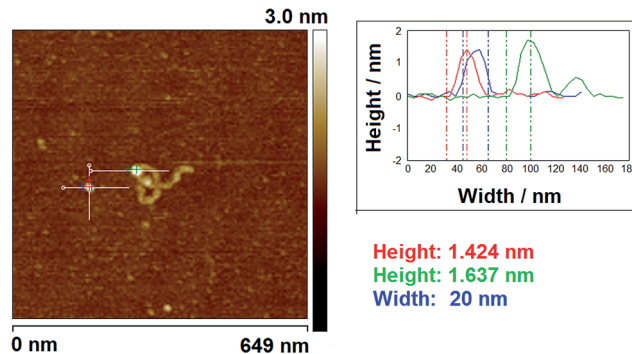 3.0 nm
0 nm
649 nm
Height / nm
2
1
0
1
2
0
20
40
60
80
100
120
140
160
18
Width / nm
Height: 1.424 nm
Height: 1.637 nm
Width: 20 nm